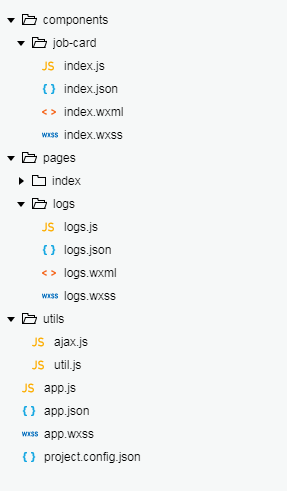 components
job-card
JS index.js
{ } index.json
< > index.wxml
wxss index.wxss
pages
index
logs
JS logs.js
{ } logs.json
< > logs.wxml
wxss logs.wxss
utils
JS ajax.js
JS util.js
JS app.js
{ } app.json
wxss app.wxss
{ } project.config.json